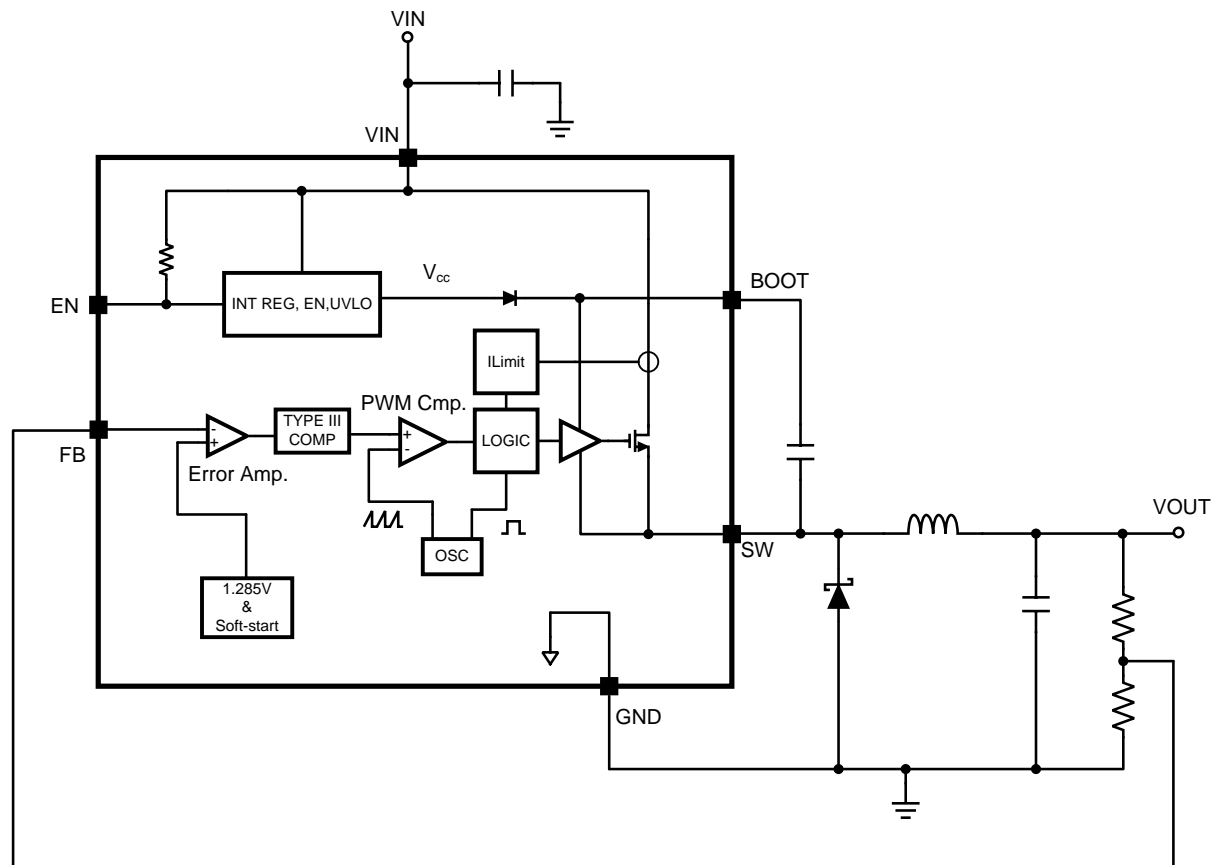 VIN
VIN
V_cc
BOOT
EN
INT REG, EN,UVLO
ILimit
PWM Cmp.
TYPE III
COMP
-
+
+
-
LOGIC
FB
Error Amp.
OSC
SW
VOUT
1.285V
&
Soft-start
GND